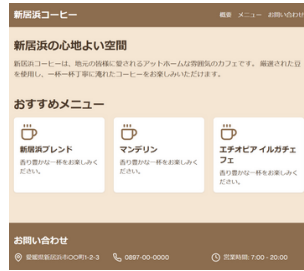 新居浜コーヒー
概要 メニュー お問い合わせ
新居浜の心地よい
空間
新居浜コーヒーは、地元の皆様に愛されるアットホームな雰囲気のカフェです。 厳選された豆
を使用し、一杯一杯丁寧に淹れたコーヒーをお楽しみいただけます。
おすすめメニュー
新居浜ブレンド
香り豊かな一杯をお楽しみく
ださい。
マンデリン
香り豊かな一杯をお楽しみく
ださい。
エチオピア イルガチェ
フェ
香り豊かな一杯をお楽しみく
ださい。
お問い合わせ
愛媛県新居浜市〇〇町1-2-3
0897-00-0000
営業時間: 7:00 - 20:00